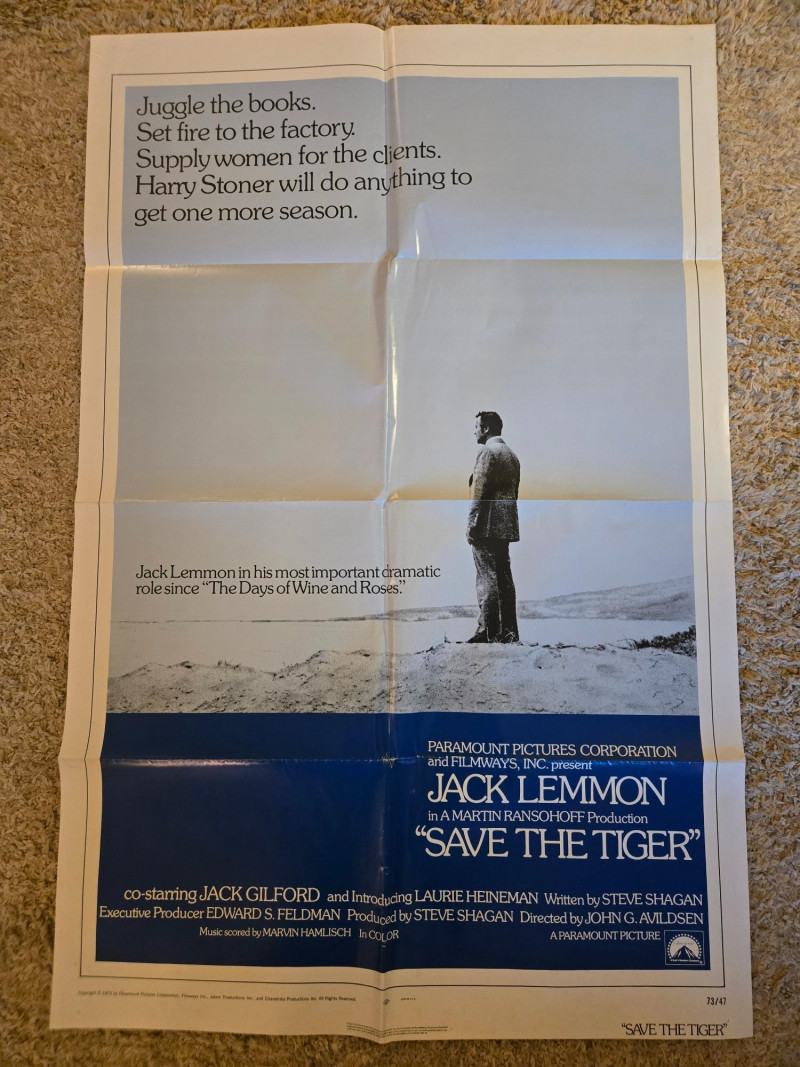 Juggle the books.
Set fire to the factory.
Supply women for the clients.
Harry Stoner will do anything to
get one more season.
Jack Lemmon in his most important dramatic
role since “The Days of Wine and Roses.”
PARAMOUNT PICTURES CORPORATION
and FILMWAYS, INC. present
JACK LEMMON
in A MARTIN RANSOHOFF Production
“SAVE THE TIGER”
co-starring JACK GILFORD and Introducing LAURIE HEINEMAN Written by STEVE SHAGAN
Executive Producer EDWARD S. FELDMAN Produced by STEVE SHAGAN Directed by JOHN G. AVILDSEN
Music scored by MARVIN HAMLISCH In COLOR
A PARAMOUNT PICTURE
73/47
“SAVE THE TIGER”